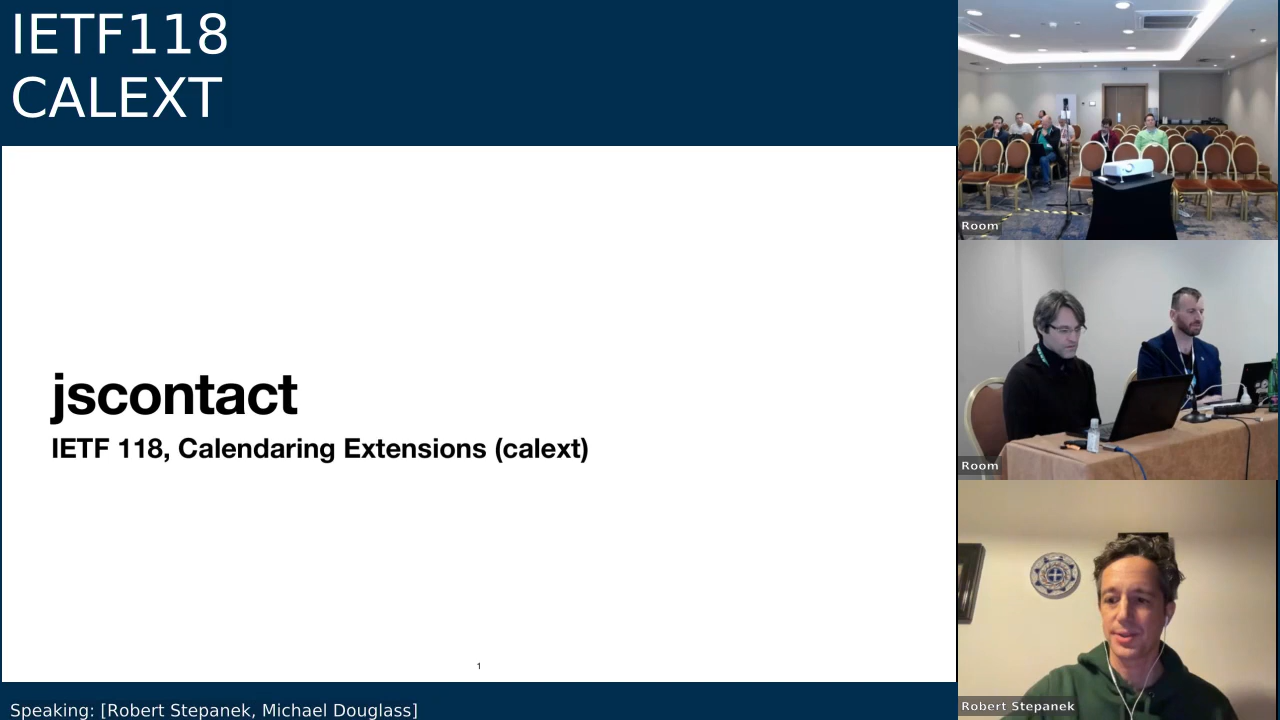 IETF118
CALEXT
jscontact
IETF 118, Calendaring Extensions (calext)
1
Speaking: [Robert Stepanek, Michael Douglass]
Room
Room
Robert Stepanek